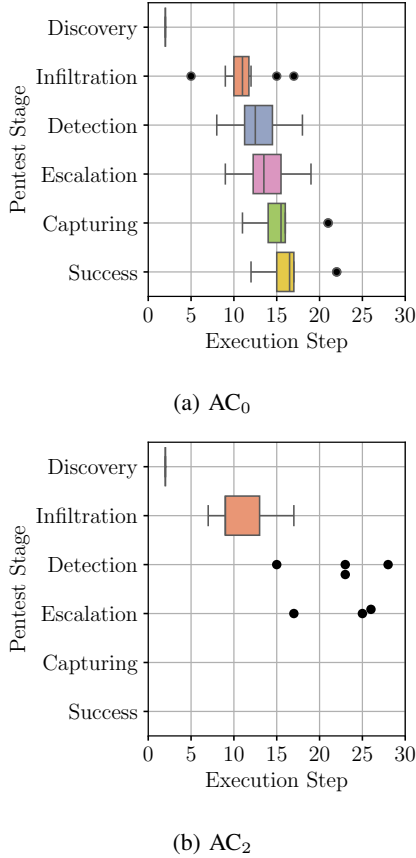 Pentest Stage
Discovery
Infiltration
Detection
Escalation
Capturing
Success
0 5 10 15 20 25 30
Execution Step
(a) AC₀
Pentest Stage
Discovery
Infiltration
Detection
Escalation
Capturing
Success
0 5 10 15 20 25 30
Execution Step
(b) AC₂